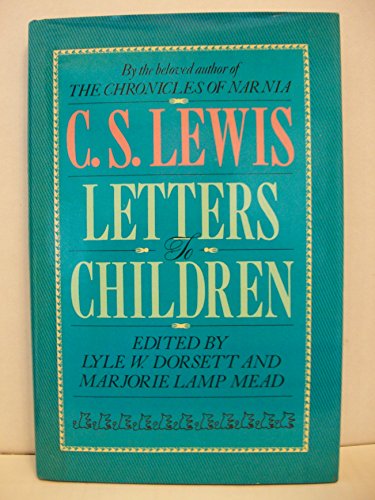 By the beloved author of
THE CHRONICLES OF NARNIA
C. S. LEWIS
LETTERS
To
CHILDREN
EDITED BY
LYLE W. DORSETT AND
MARJORIE LAMP MEAD